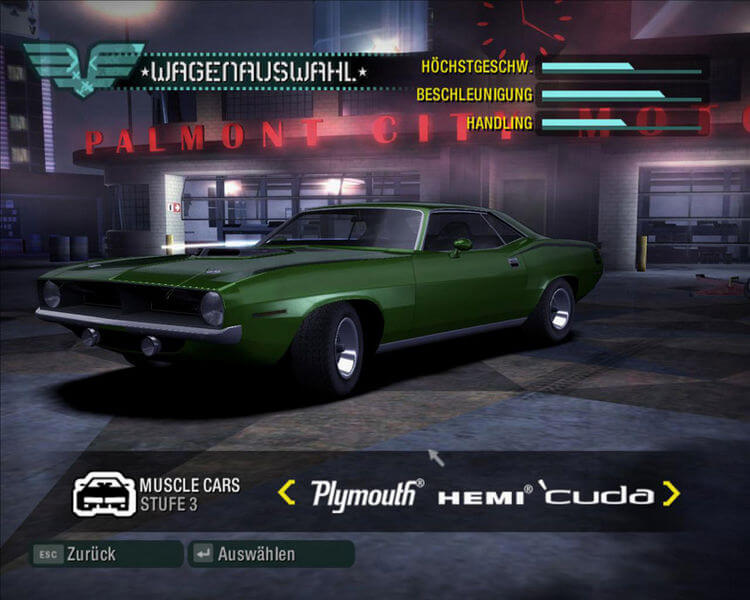 ★WAGENAUSWAHL★
HÖCHSTGESCHW.
BESCHLEUNIGUNG
HANDLING
PALMONT CITY MOTO
MUSCLE CARS
STUFE 3
Plymouth® HEMI® 'cuda
ESC Zurück
Auswählen